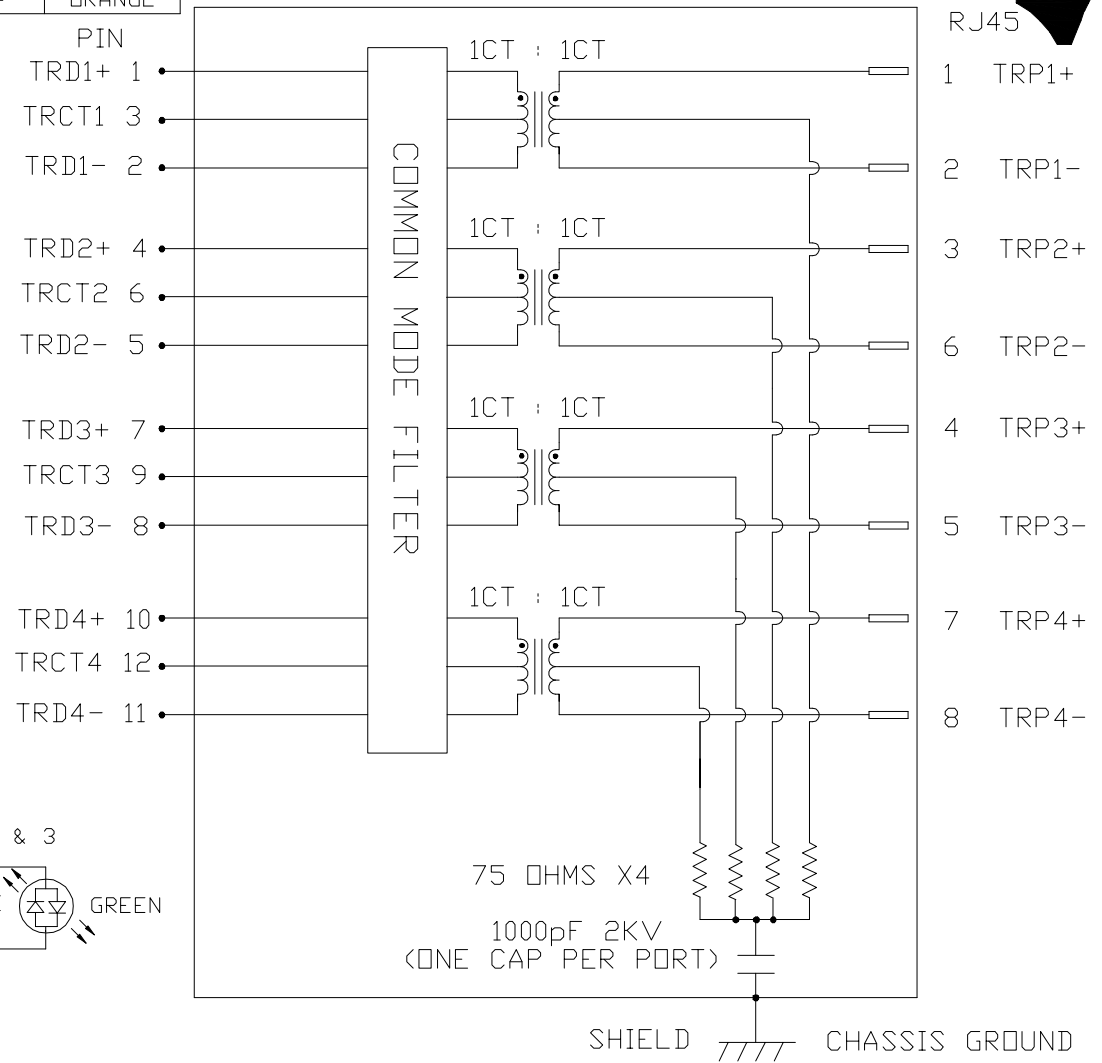 ORANGE
PIN
RJ45
1CT : 1CT
TRD1+ 1
1 TRP1+
TRCT1 3
TRD1- 2
2 TRP1-
1CT : 1CT
TRD2+ 4
3 TRP2+
TRCT2 6
TRD2- 5
6 TRP2-
1CT : 1CT
TRD3+ 7
4 TRP3+
TRCT3 9
TRD3- 8
5 TRP3-
1CT : 1CT
TRD4+ 10
7 TRP4+
TRCT4 12
TRD4- 11
8 TRP4-
COMMON MODE FILTER
& 3
GREEN
75 OHMS X4
1000pF 2KV
(ONE CAP PER PORT)
SHIELD
CHASSIS GROUND